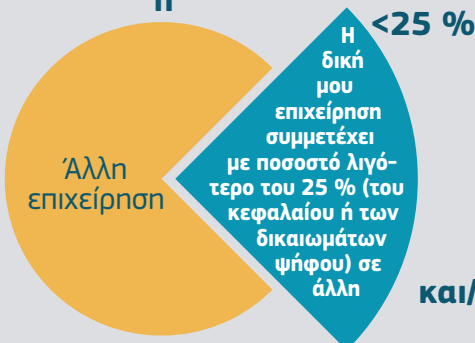 ή
<25 %
Η
δική
μου
επιχείρηση
συμμετέχει
με ποσοστό λιγό-
τερο του 25 % (του
κεφαλαίου ή των
δικαιωμάτων
ψήφου) σε
άλλη
Άλλη
επιχείρηση
και/